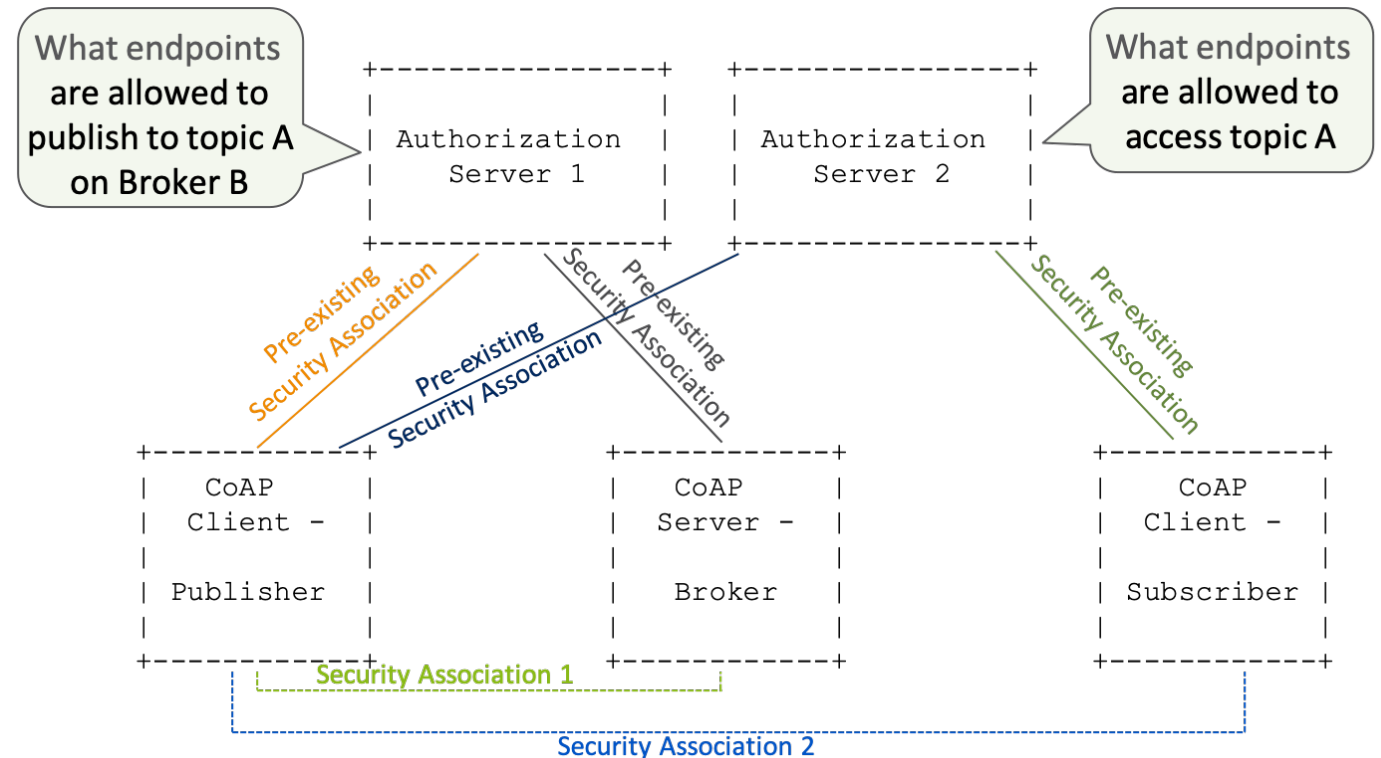 What endpoints
are allowed to
publish to topic A
on Broker B
What endpoints
are allowed to
access topic A
Authorization
Server 1
Authorization
Server 2
Pre-existing
Security Association
Pre-existing
Security Association
Pre-existing
Security Association
Pre-existing
Security Association
CoAP
Client -
Publisher
CoAP
Server -
Broker
CoAP
Client -
Subscriber
Security Association 1
Security Association 2